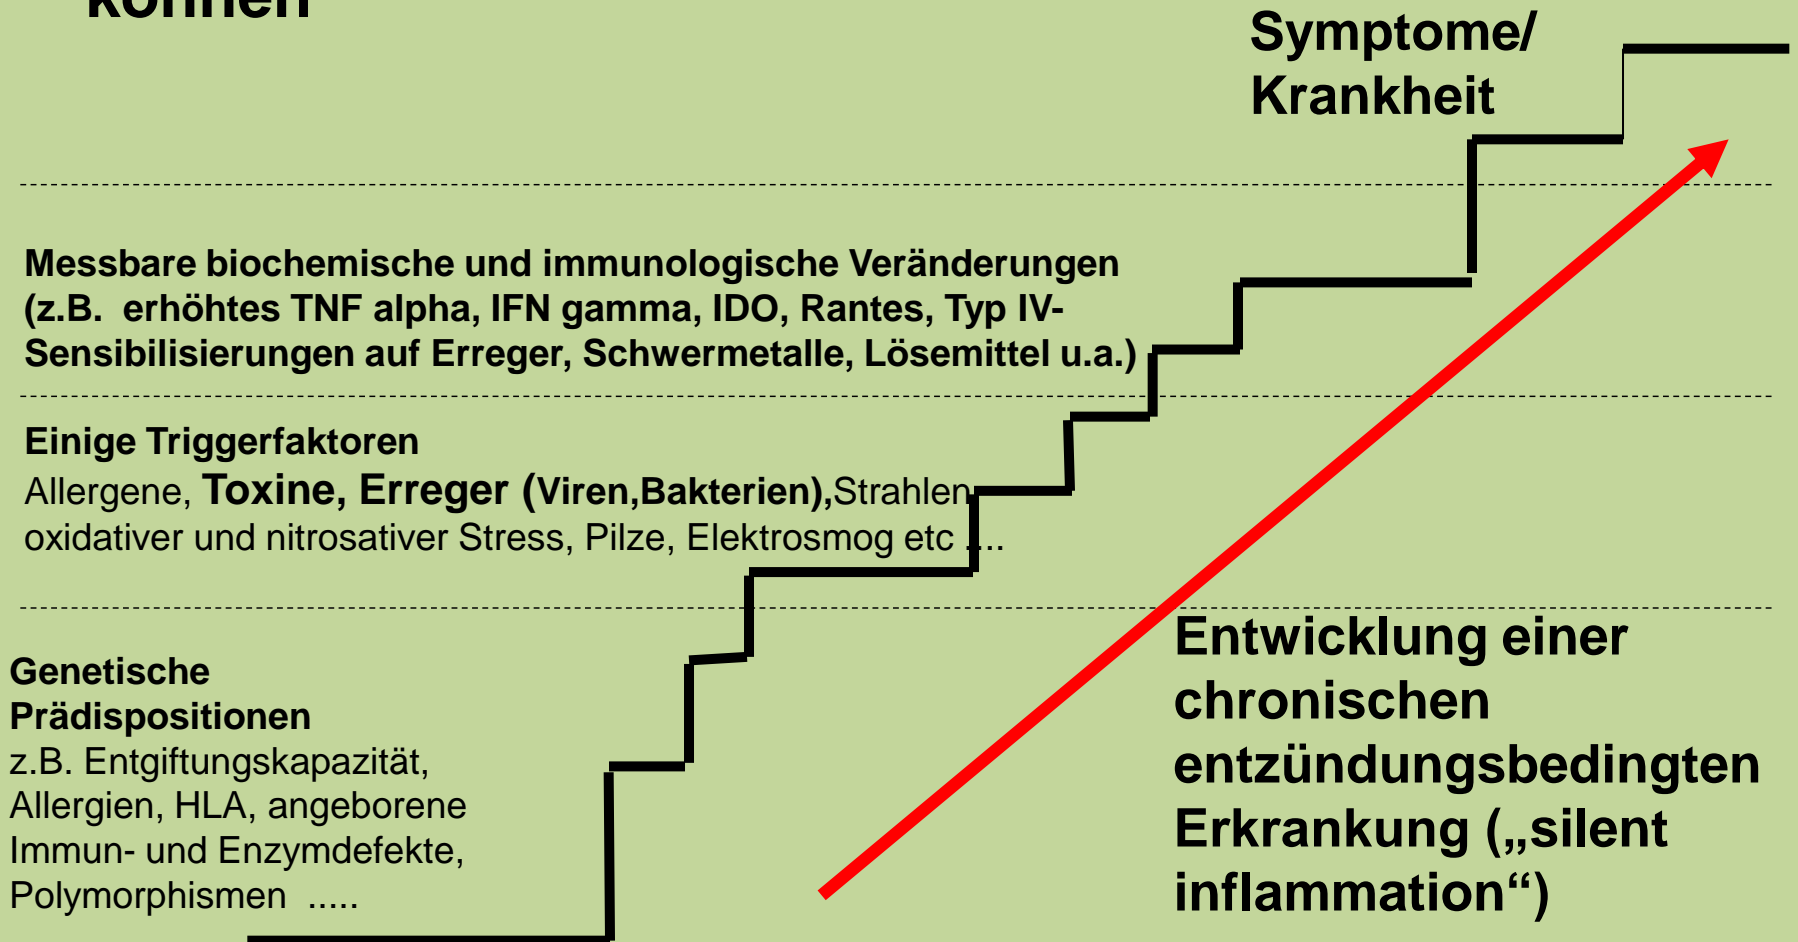 können
Symptome/
Krankheit
Messbare biochemische und immunologische Veränderungen
(z.B. erhöhtes TNF alpha, IFN gamma, IDO, Rantes, Typ IV-
Sensibilisierungen auf Erreger, Schwermetalle, Lösemittel u.a.)
Einige Triggerfaktoren
Allergene, Toxine, Erreger (Viren,Bakterien),Strahlen
oxidativer und nitrosativer Stress, Pilze, Elektrosmog etc ....
Genetische
Prädispositionen
z.B. Entgiftungskapazität,
Allergien, HLA, angeborene
Immun- und Enzymdefekte,
Polymorphismen .....
Entwicklung einer
chronischen
entzündungsbedingten
Erkrankung („silent
inflammation“)